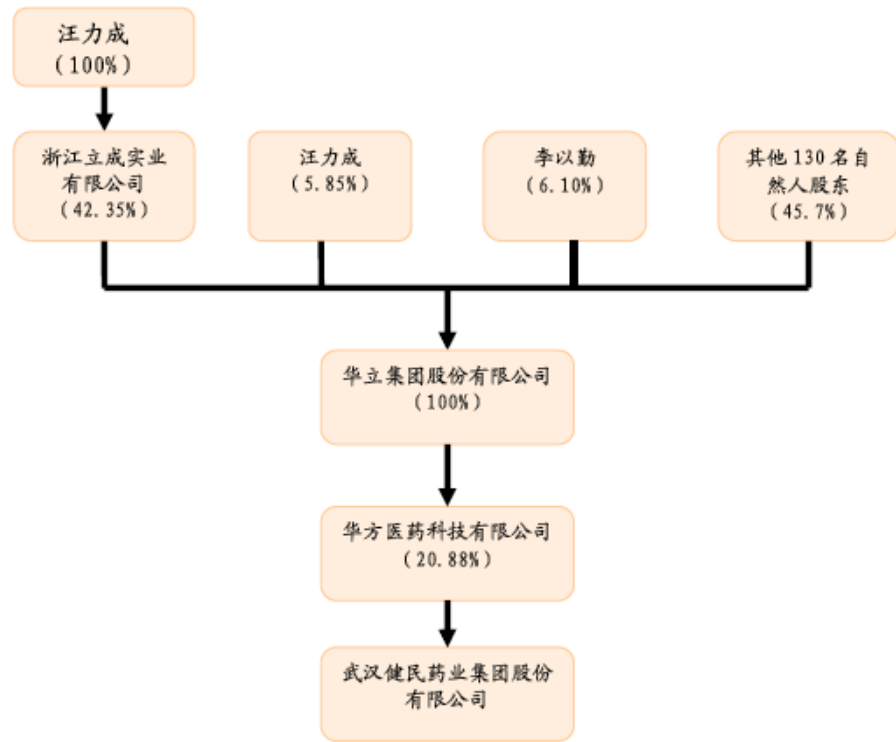 汪力成
(100%)
浙江立成实业
有限公司
(42.35%)
汪力成
(5.85%)
李以勤
(6.10%)
其他 130 名自
然人股东
(45.7%)
华立集团股份有限公司
(100%)
华方医药科技有限公司
(20.88%)
武汉健民药业集团股份
有限公司